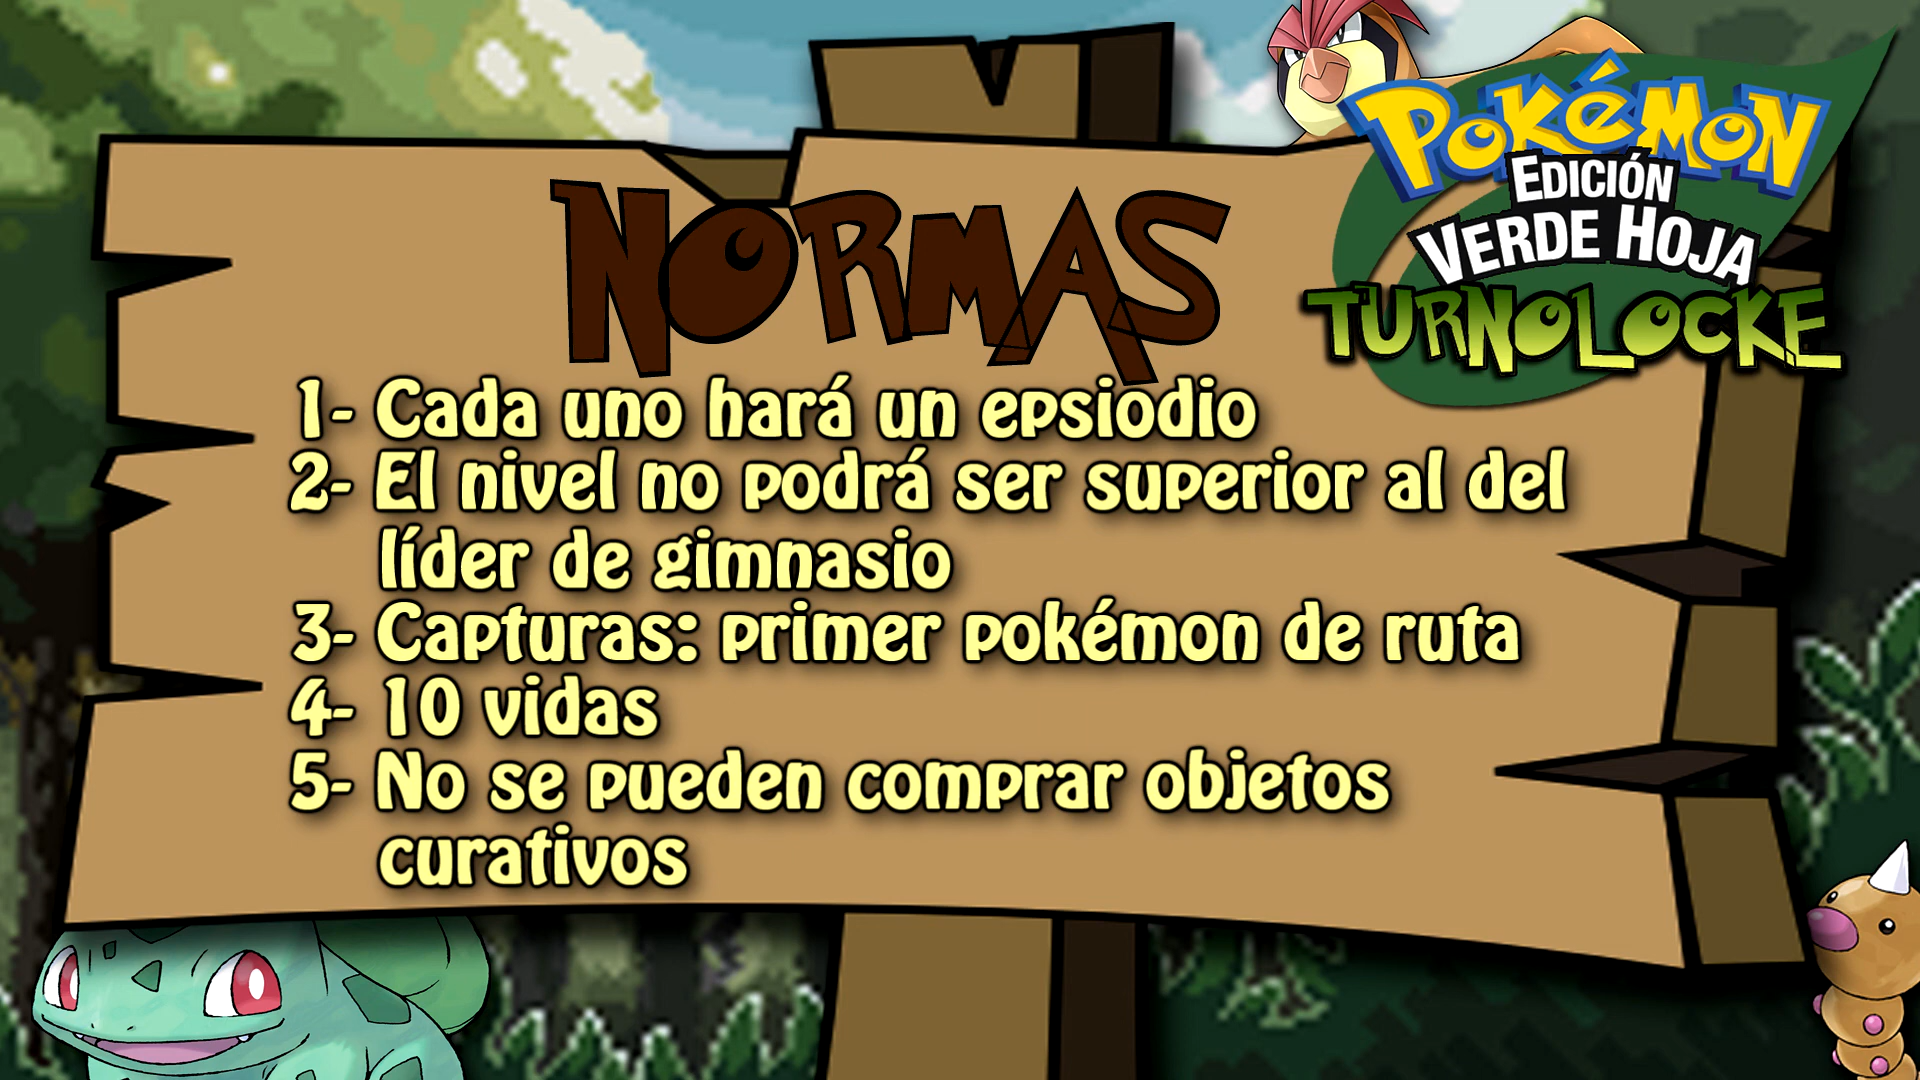 NORMAS
POKÉMON
EDICIÓN
VERDE HOJA
TURNOLOCKE
1- Cada uno hará un epsiodio
2- El nivel no podrá ser superior al del
líder de gimnasio
3- Capturas: primer pokémon de ruta
4- 10 vidas
5- No se pueden comprar objetos
curativos